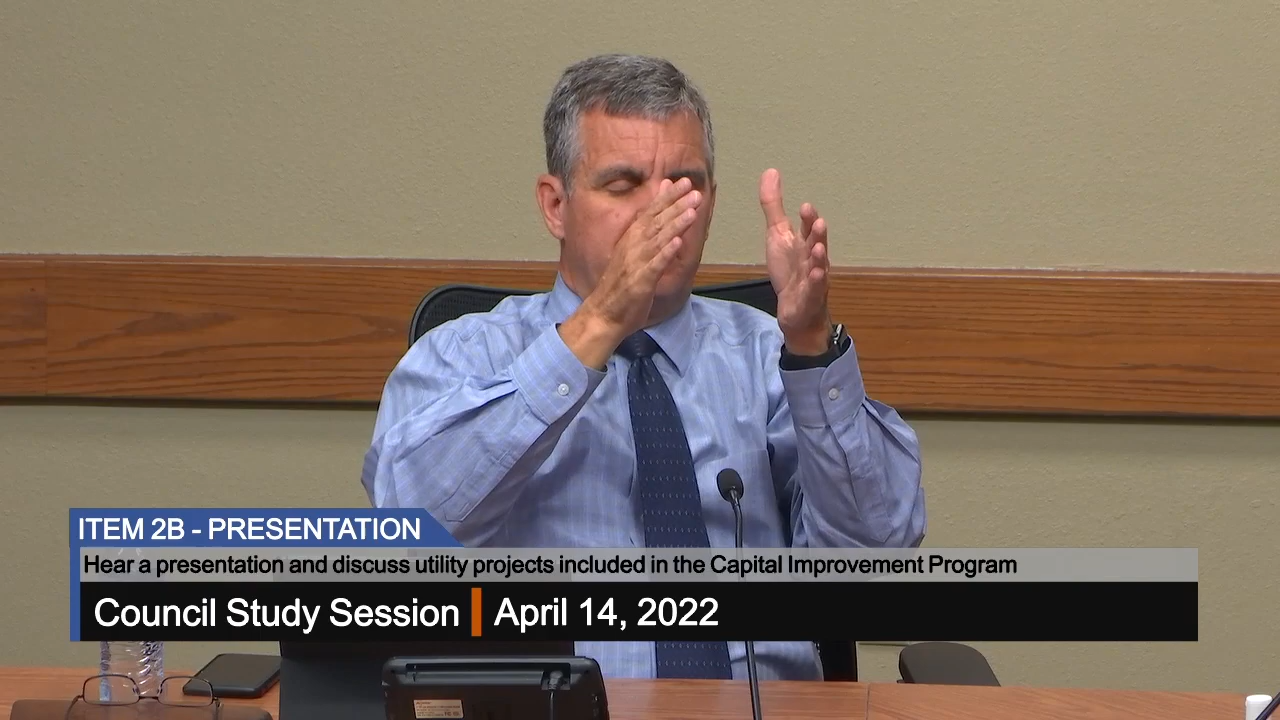 ITEM 2B - PRESENTATION
Hear a presentation and discuss utility projects included in the Capital Improvement Program
Council Study Session
April 14, 2022